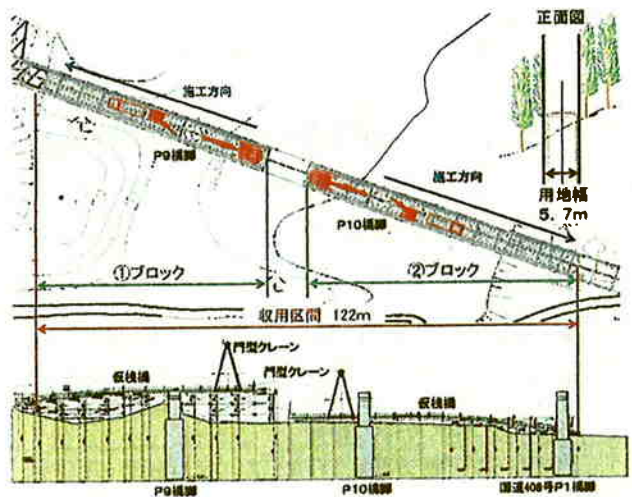 正面図
施工方向
P9橋脚
施工方向
P10橋脚
用地幅
5.7m
①ブロック
②ブロック
収用区間 122m
門型クレーン
門型クレーン
仮桟橋
仮桟橋
P9橋脚
P10橋脚
国道408号P1橋脚